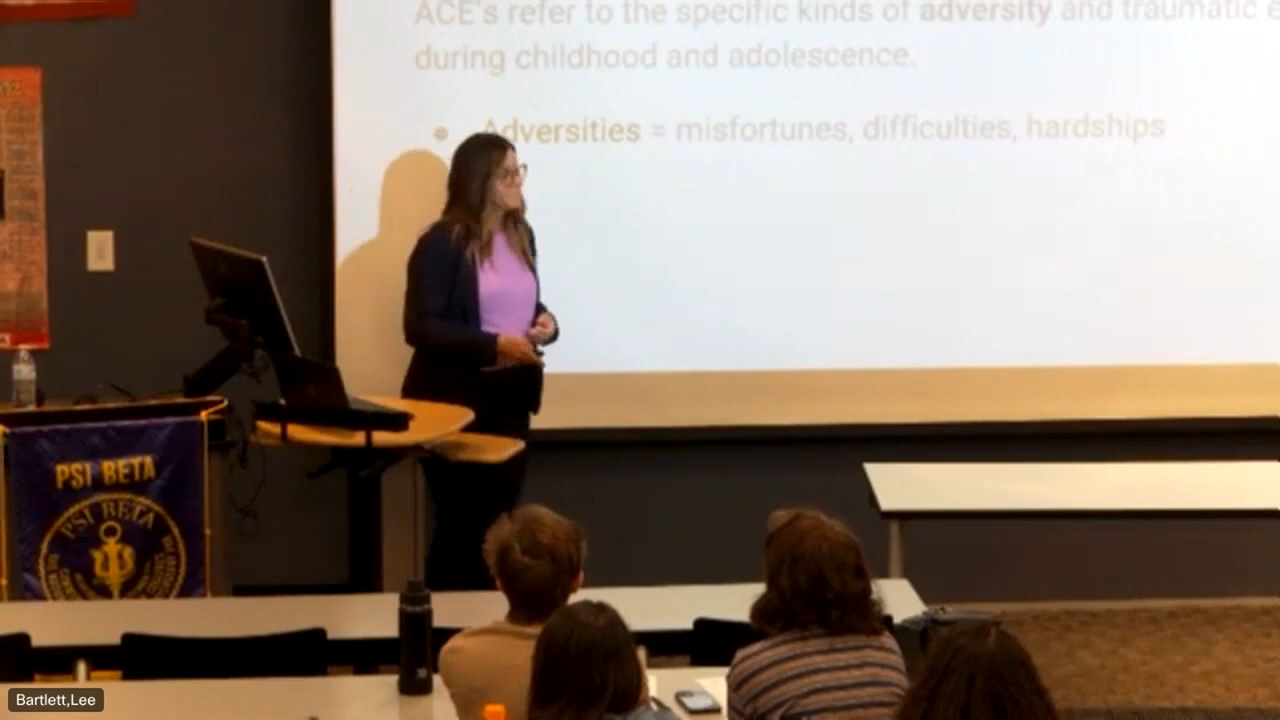 ACE's refer to the specific kinds of adversity and traumatic e
during childhood and adolescence.
Adversities = misfortunes, difficulties, hardships
PSI BETA
PSI BETA
Bartlett,Lee